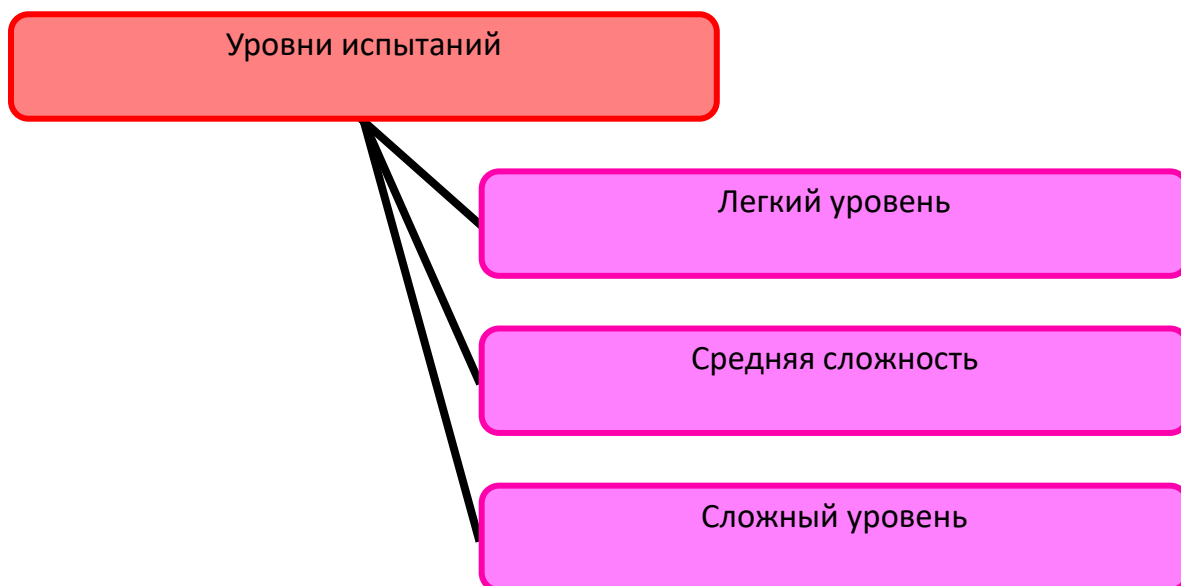 Уровни испытаний
Легкий уровень
Средняя сложность
Сложный уровень